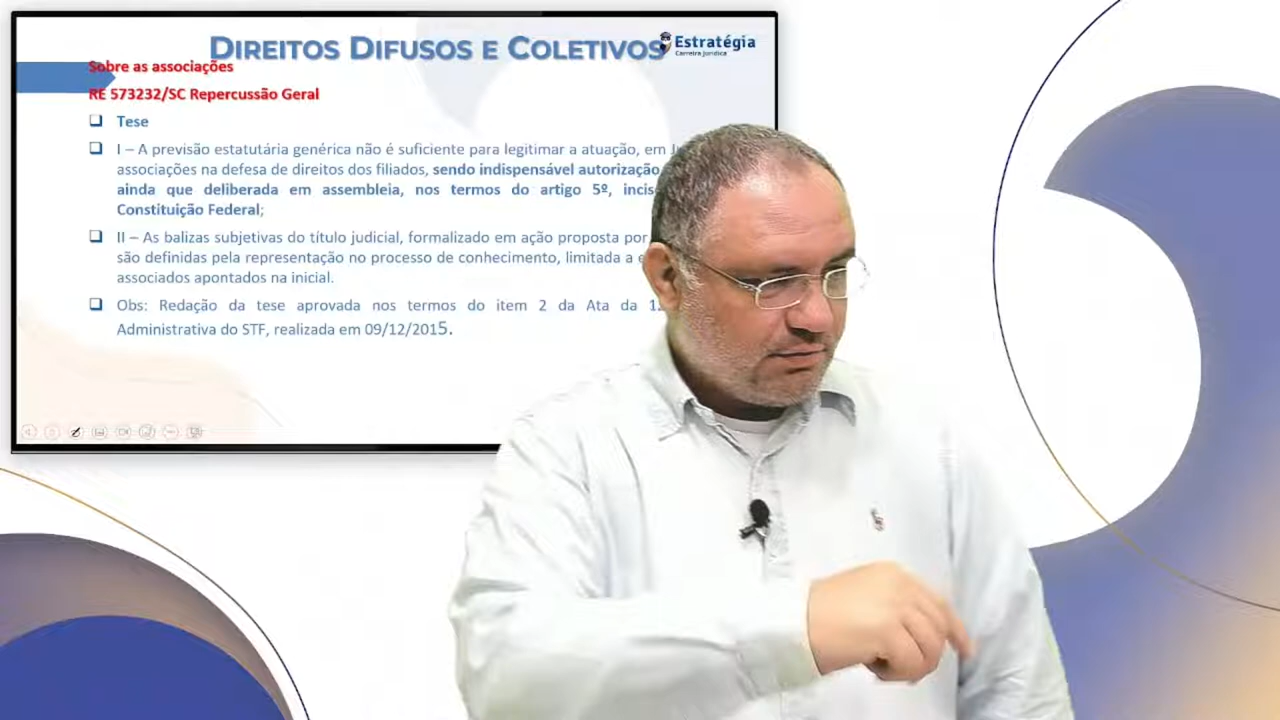 DIREITOS DIFUSOS E COLETIVOS
Estratégia
Carreira Jurídica
Sobre as associações
RE 573232/SC Repercussão Geral
Tese
I – A previsão estatutária genérica não é suficiente para legitimar a atuação, em
associações na defesa de direitos dos filiados, sendo indispensável autorização
ainda que deliberada em assembleia, nos termos do artigo 5º,
Constituição Federal;
II – As balizas subjetivas do título judicial, formalizado em ação proposta por
são definidas pela representação no processo de conhecimento, limitada a
associados apontados na inicial.
Obs: Redação da tese aprovada nos termos do item 2 da Ata da
Administrativa do STF, realizada em 09/12/2015.